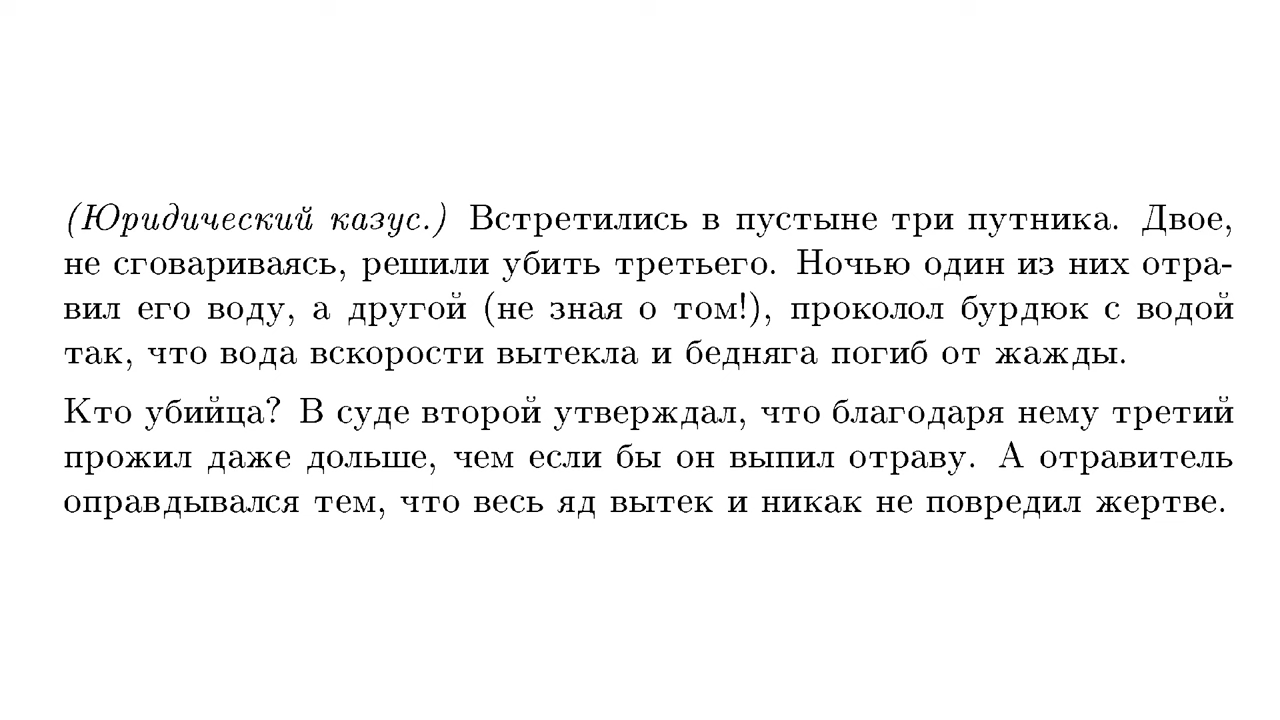 (Юридический казус.) Встретились в пустыне три путника. Двое,
не сговариваясь, решили убить третьего. Ночью один из них отра-
вил его воду, а другой (не зная о том!), проколол бурдюк с водой
так, что вода вскорости вытекла и бедняга погиб от жажды.
Кто убийца? В суде второй утверждал, что благодаря нему третий
прожил даже дольше, чем если бы он выпил отраву. А отравитель
оправдывался тем, что весь яд вытек и никак не повредил жертве.